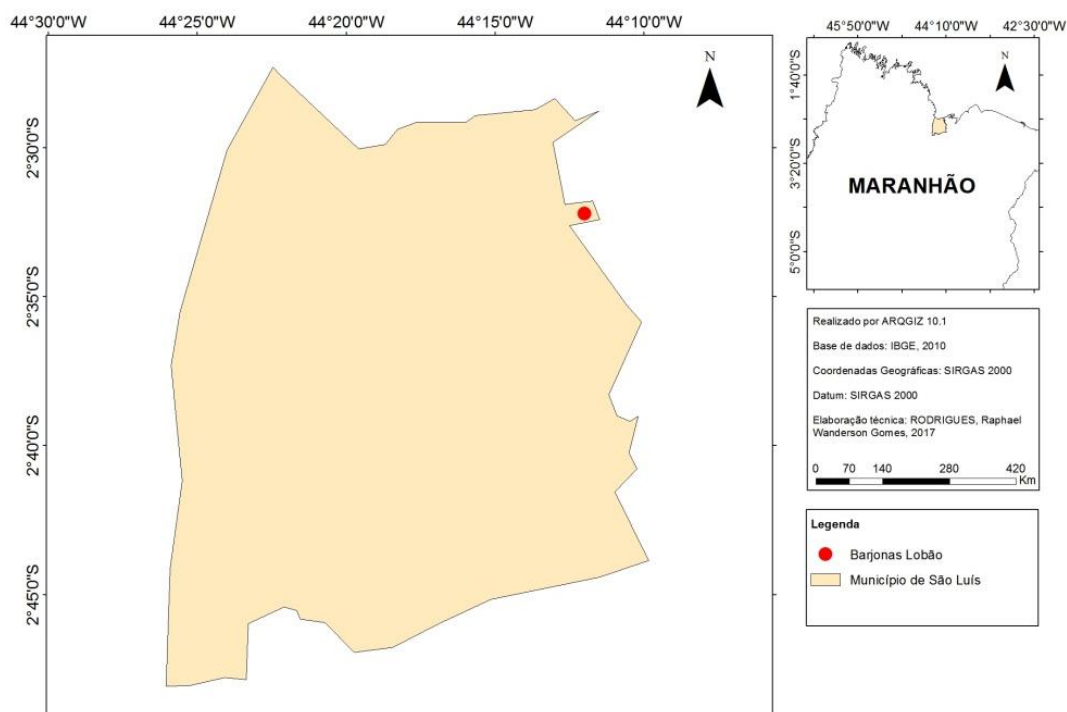 44°30'0"W 44°25'0"W 44°20'0"W 44°15'0"W 44°10'0"W
2°30'0"S
2°35'0"S
2°40'0"S
2°45'0"S
N
45°50'0"W 44°10'0"W 42°30'0"W
1°40'0"S
3°20'0"S
5°0'0"S
N
MARANHÃO
Realizado por ARQGIZ 10.1
Base de dados: IBGE, 2010
Coordenadas Geográficas: SIRGAS 2000
Datum: SIRGAS 2000
Elaboração técnica: RODRIGUES, Raphael
Wanderson Gomes, 2017
0 70 140 280 420
Km
Legenda
Barjonas Lobão
Município de São Luís